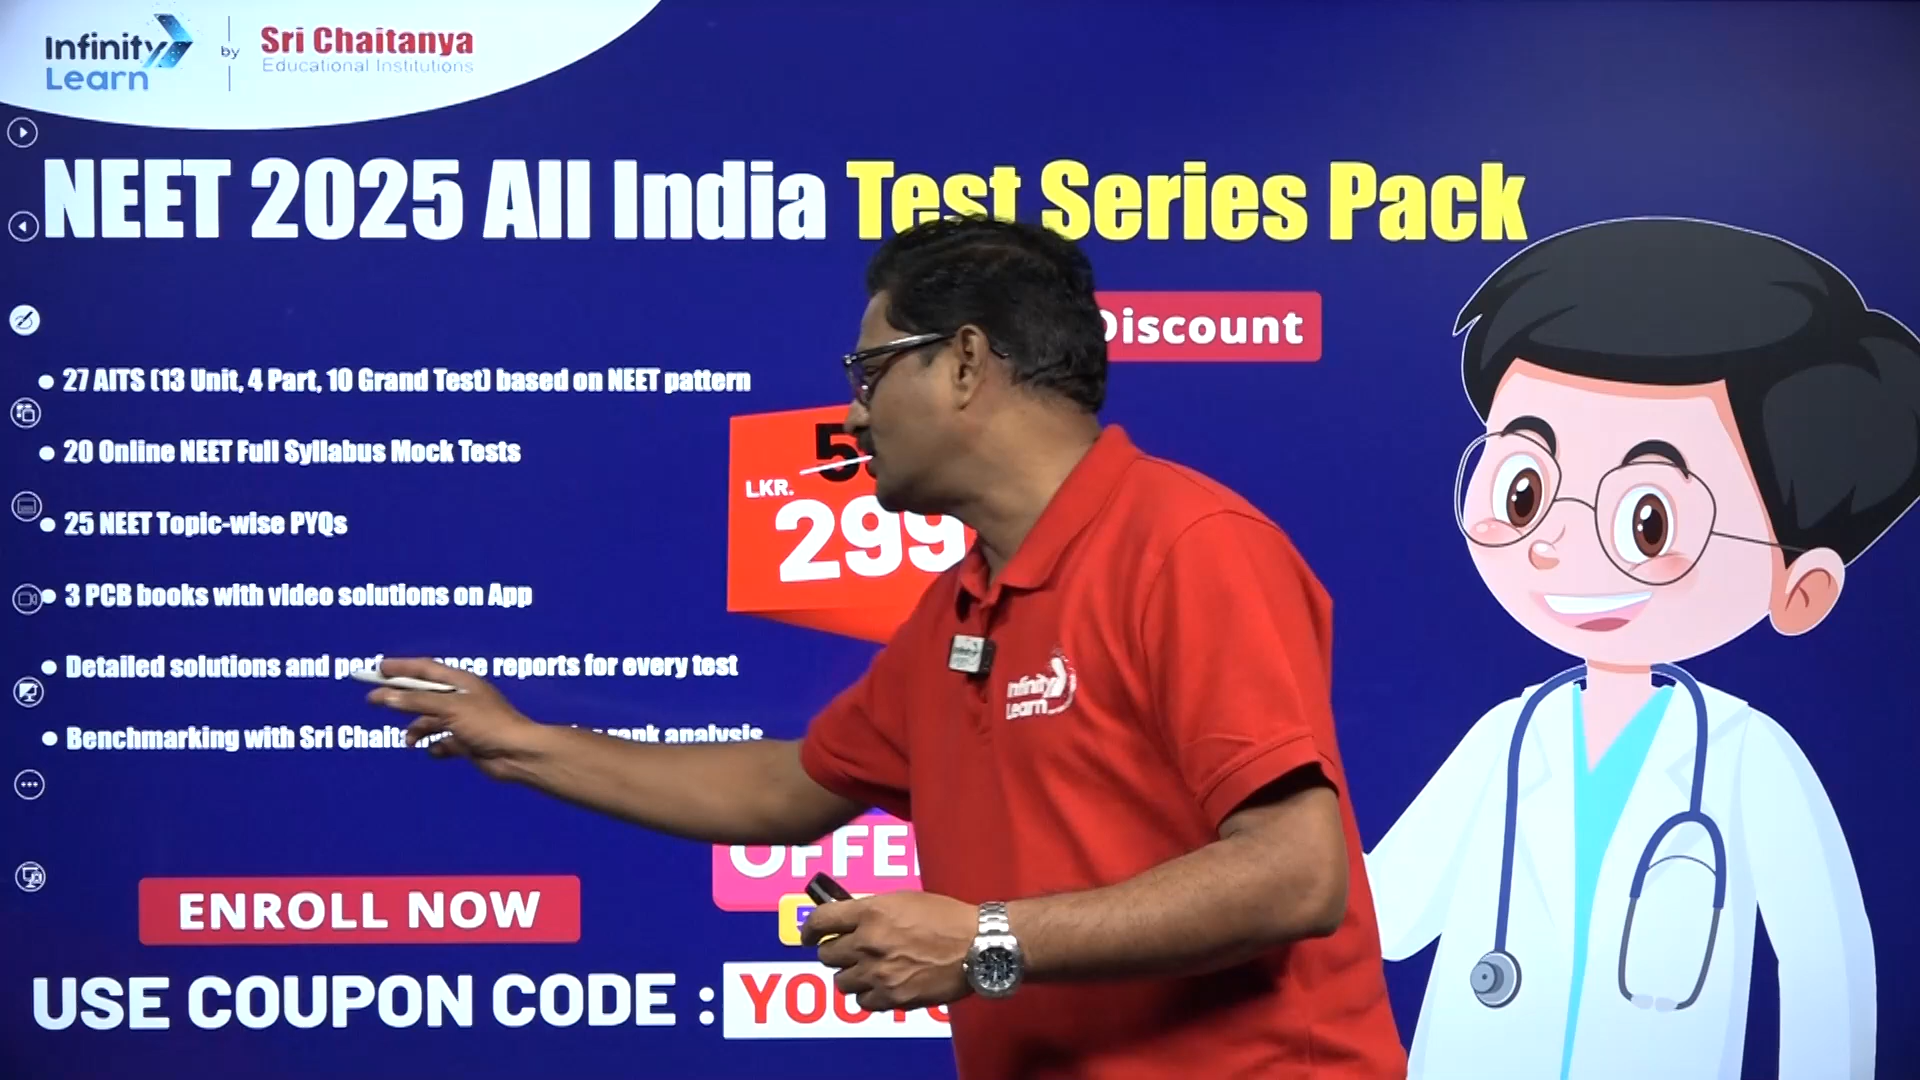 Infinity
Learn
by
Sri Chaitanya
Educational Institutions
NEET 2025 All India Test Series Pack
Discount
27 AITS (13 Unit, 4 Part, 10 Grand Test) based on NEET pattern
20 Online NEET Full Syllabus Mock Tests
25 NEET Topic-wise PYQs
3 PCB books with video solutions on App
Detailed solutions and reports for every test
Benchmarking with Sri rank analysis
LKR.
299
ENROLL NOW
USE COUPON CODE :
Infinity
Learn